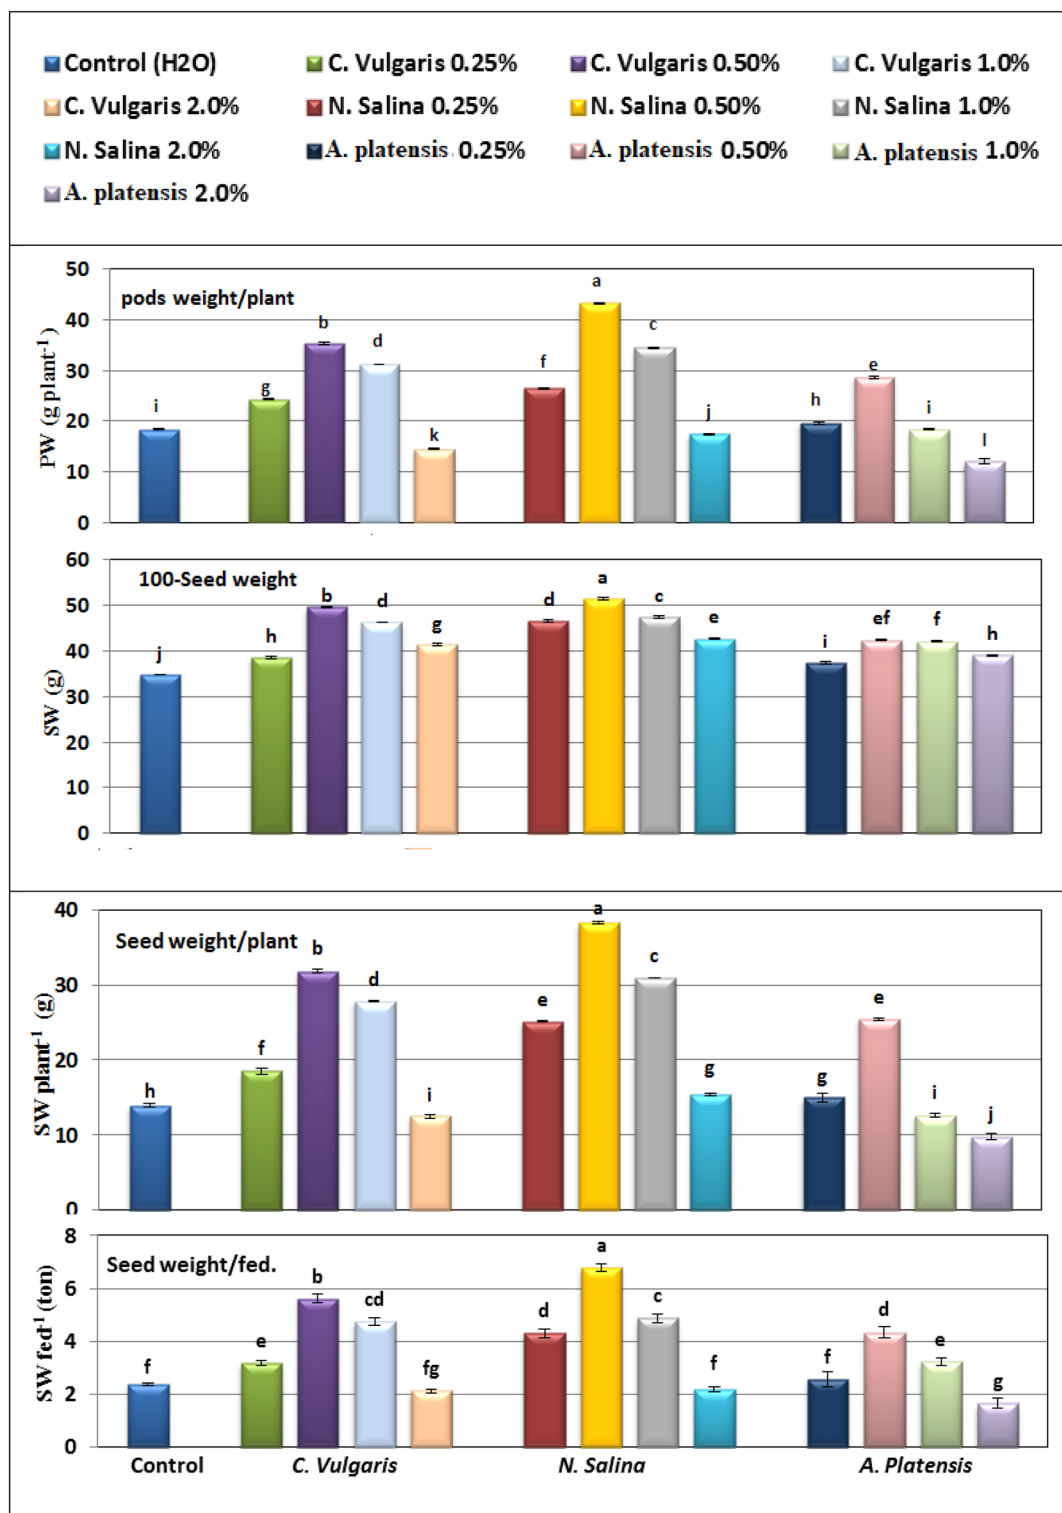 Control (H2O) C. Vulgaris 0.25% C. Vulgaris 0.50% C. Vulgaris 1.0%
C. Vulgaris 2.0% N. Salina 0.25% N. Salina 0.50% N. Salina 1.0%
N. Salina 2.0% A. platensis 0.25% A. platensis 0.50% A. platensis 1.0%
A. platensis 2.0%
pods weight/plant
PW (g plant⁻¹)
50
40
30
20
10
0
i g b d k f a c j h e i l
100-Seed weight
SW (g)
60
50
40
30
20
10
0
j h b d g d a c e i ef f h
Seed weight/plant
SW plant⁻¹ (g)
40
30
20
10
0
h f b d i e a c g g e i j
Seed weight/fed.
SW fed⁻¹ (ton)
8
6
4
2
0
f e b cd fg d a c f f d e g
Control C. Vulgaris N. Salina A. Platensis